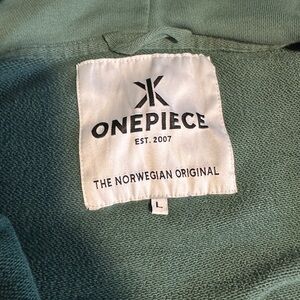 ONEPIECE
EST. 2007
THE NORWEGIAN ORIGINAL
L